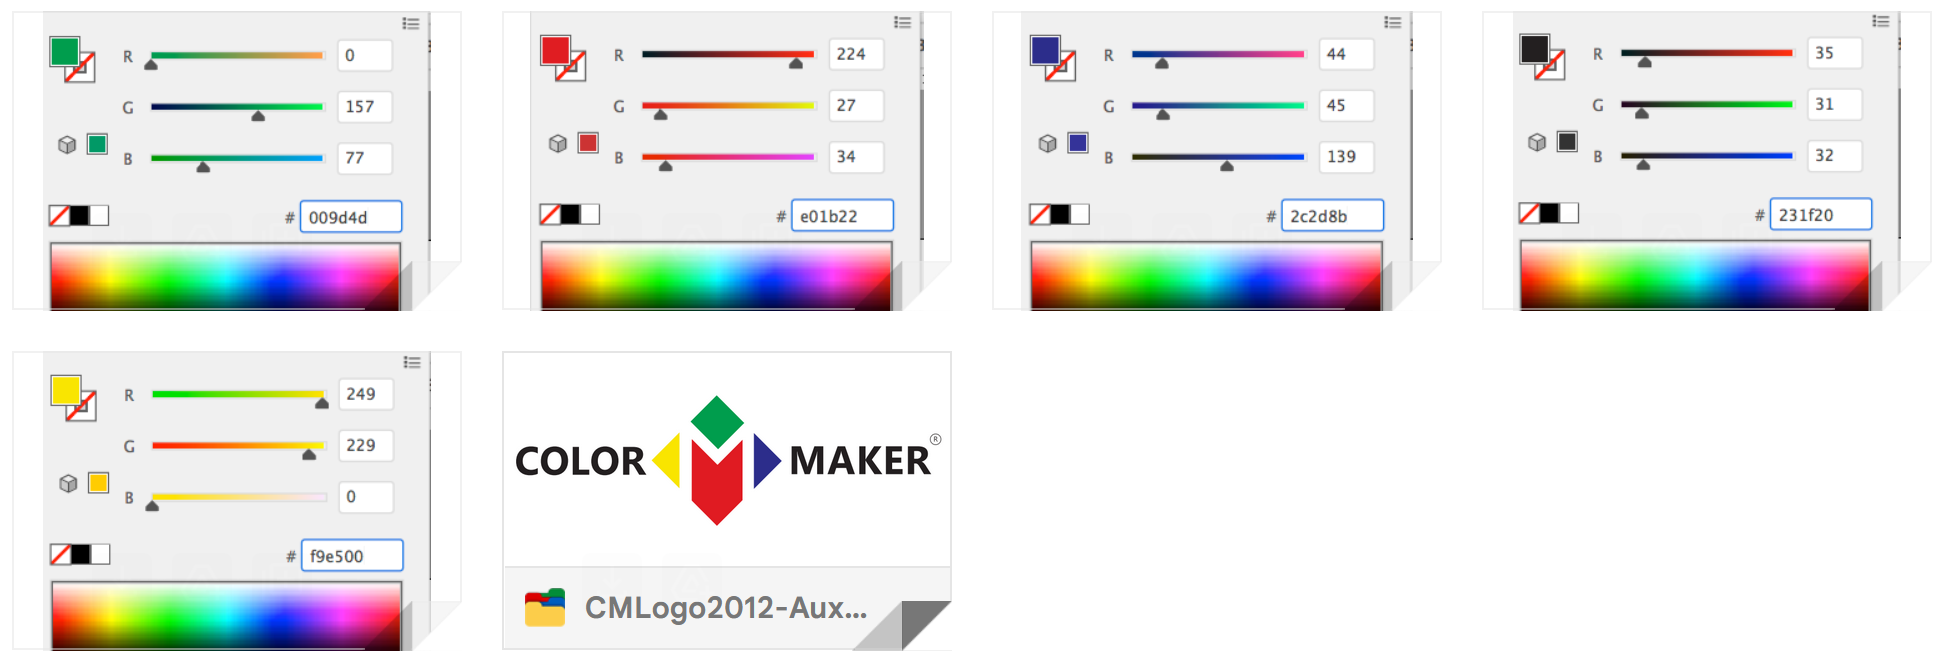 R 0
G 157
B 77
# 009d4d
R 224
G 27
B 34
# e01b22
R 44
G 45
B 139
# 2c2d8b
R 35
G 31
B 32
# 231f20
R 249
G 229
B 0
# f9e500
COLOR MAKER®
CMLogo2012-Aux...